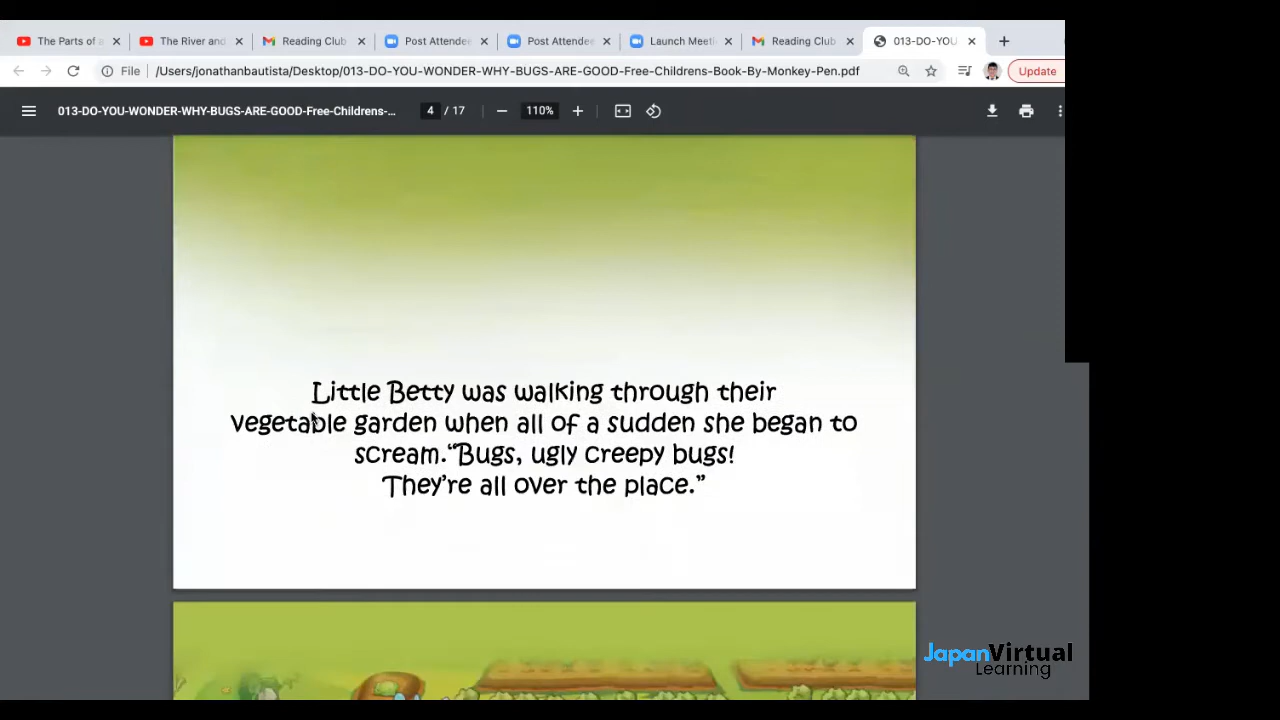 The Parts of a
The River and
Reading Club
Post Attendee
Post Attendee
Launch Meeti
Reading Club
013-DO-YOU
File /Users/jonathanbautista/Desktop/013-DO-YOU-WONDER-WHY-BUGS-ARE-GOOD-Free-Childrens-Book-By-Monkey-Pen.pdf
Update
013-DO-YOU-WONDER-WHY-BUGS-ARE-GOOD-Free-Childrens-...
4 / 17
110%
Little Betty was walking through their
vegetable garden when all of a sudden she began to
scream.“Bugs, ugly creepy bugs!
They’re all over the place.”
JapanVirtual
Learning